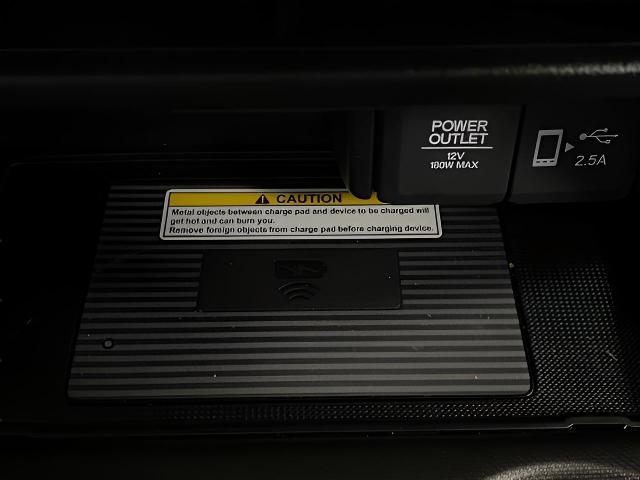 POWER
OUTLET
12V
180W MAX
2.5A
CAUTION
Metal objects between charge pad and device to be charged will
get hot and can burn you.
Remove foreign objects from charge pad before charging device.